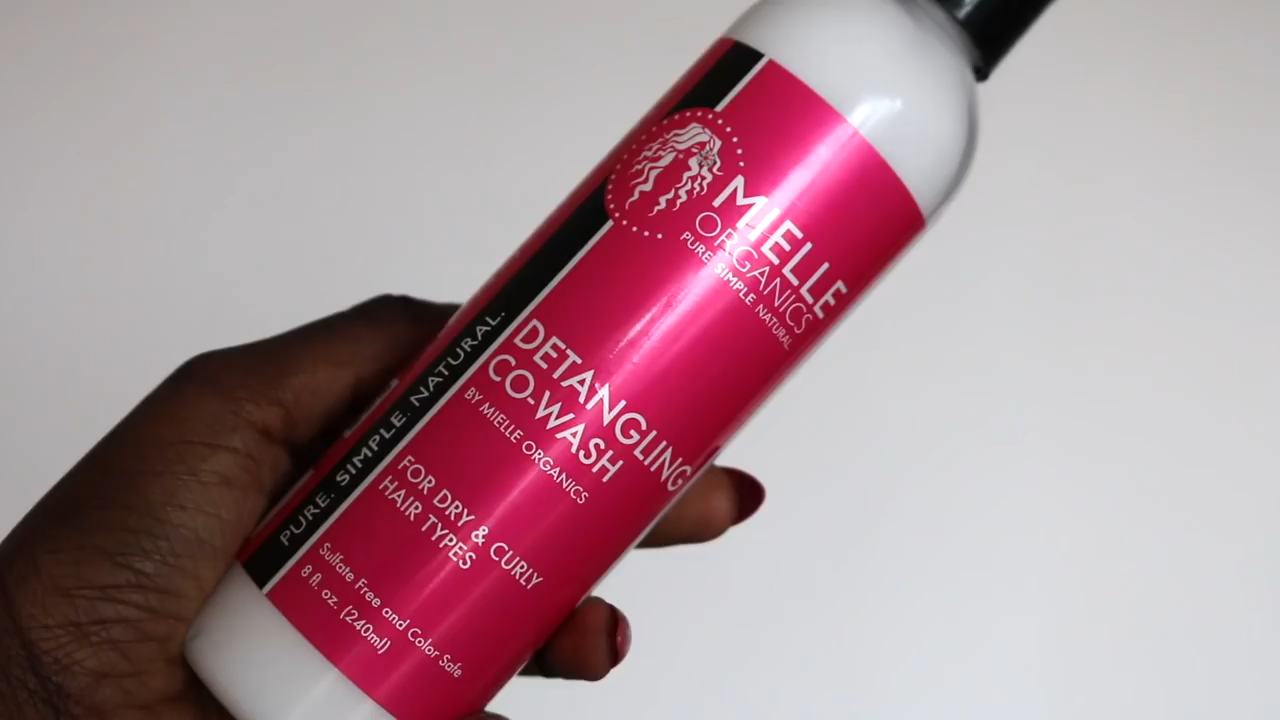 MIELLE
ORGANICS
PURE. SIMPLE. NATURAL
DETANGLING
CO-WASH
BY MIELLE ORGANICS
FOR DRY & CURLY
HAIR TYPES
Sulfate Free and Color Safe
8 fl. oz. (240ml)
PURE. SIMPLE. NATURAL.